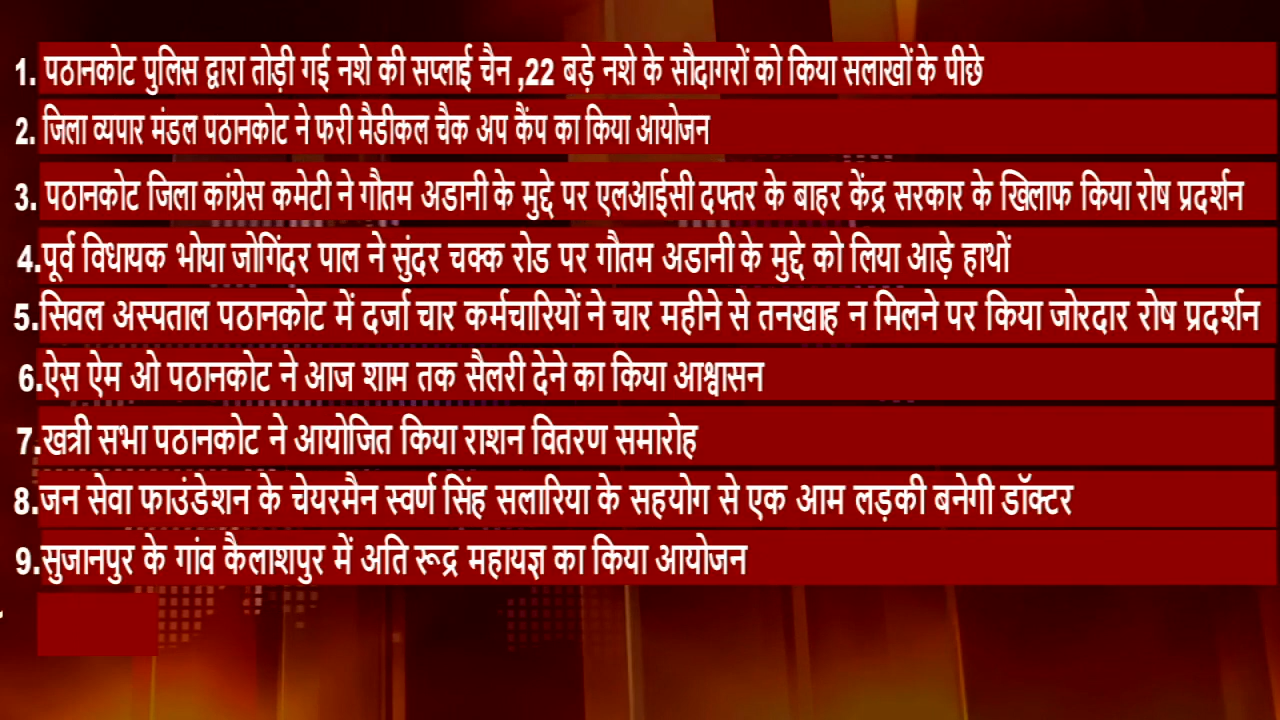 1. पठानकोट पुलिस द्वारा तोड़ी गई नशे की सप्लाई चैन ,22 बड़े नशे के सौदागरों को किया सलाखों के पीछे
2. जिला व्यपार मंडल पठानकोट ने फरी मैडीकल चैक अप कैंप का किया आयोजन
3. पठानकोट जिला कांग्रेस कमेटी ने गौतम अडानी के मुद्दे पर एलआईसी दफ्तर के बाहर केंद्र सरकार के खिलाफ किया रोष प्रदर्शन
4.पूर्व विधायक भोया जोगिंदर पाल ने सुंदर चक्क रोड पर गौतम अडानी के मुद्दे को लिया आड़े हाथों
5.सिवल अस्पताल पठानकोट में दर्जा चार कर्मचारियों ने चार महीने से तनखाह न मिलने पर किया जोरदार रोष प्रदर्शन
6.ऐस ऐम ओ पठानकोट ने आज शाम तक सैलरी देने का किया आश्वासन
7.खत्री सभा पठानकोट ने आयोजित किया राशन वितरण समारोह
8.जन सेवा फाउंडेशन के चेयरमैन स्वर्ण सिंह सलारिया के सहयोग से एक आम लड़की बनेगी डॉक्टर
9.सुजानपुर के गांव कैलाशपुर में अति रूद्र महायज्ञ का किया आयोजन